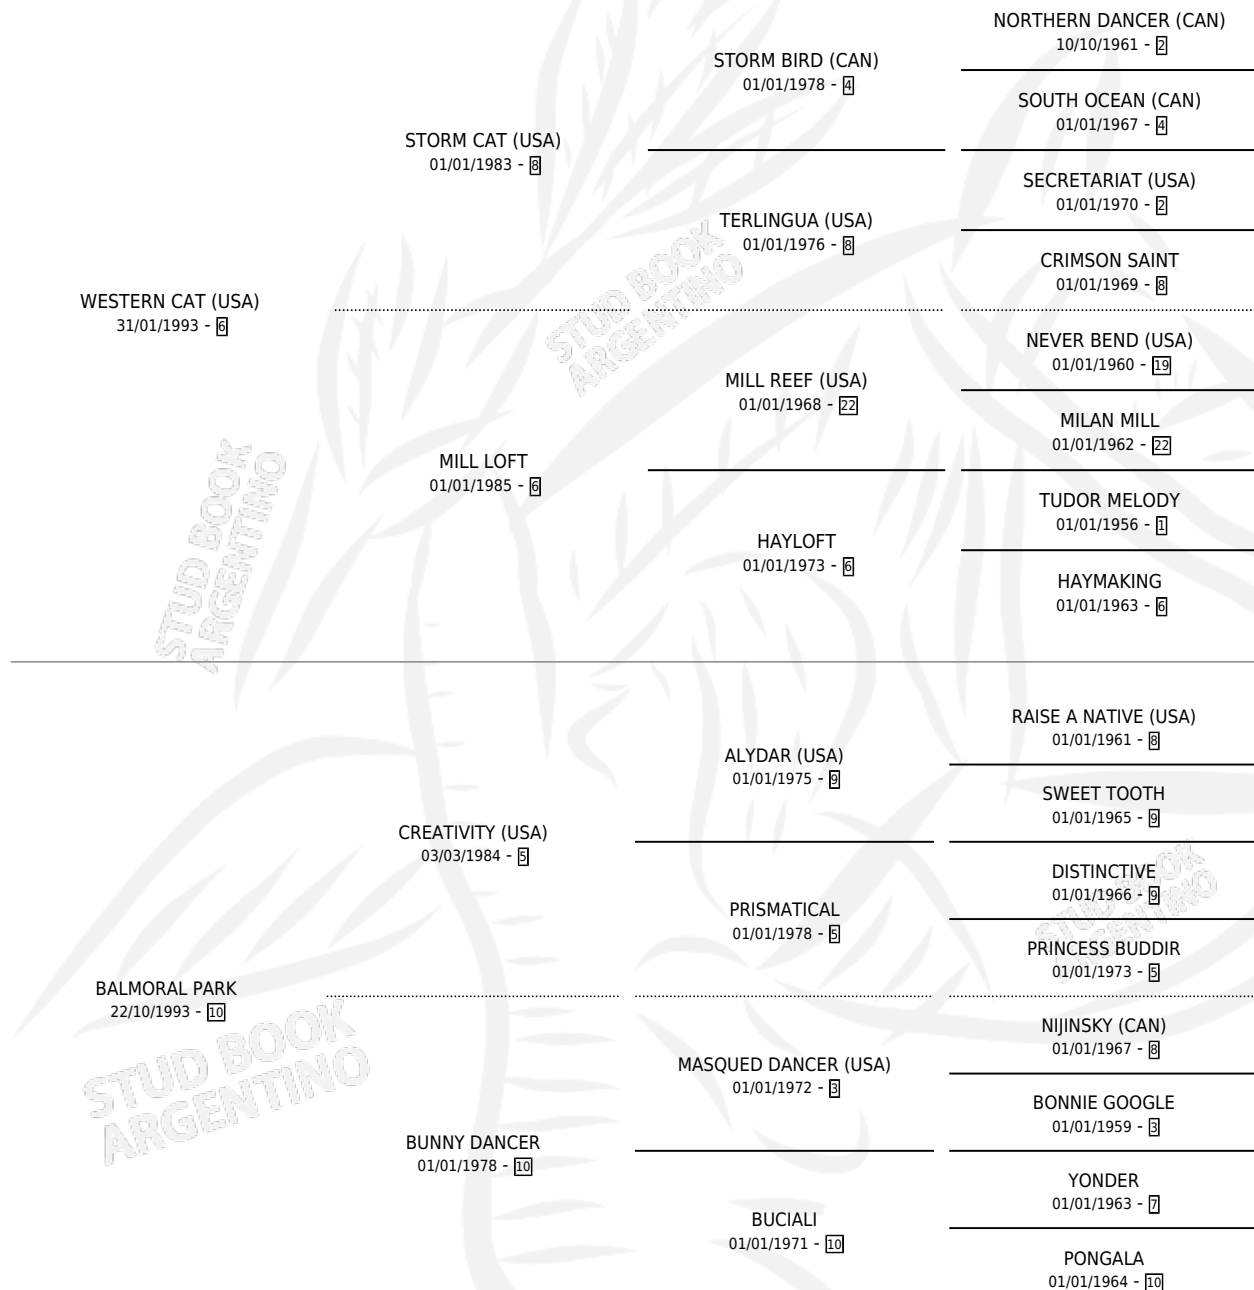 WESTERN CAT (USA)
31/01/1993 - 6
STORM CAT (USA)
01/01/1983 - 8
STORM BIRD (CAN)
01/01/1978 - 4
NORTHERN DANCER (CAN)
10/10/1961 - 2
SOUTH OCEAN (CAN)
01/01/1967 - 4
TERLINGUA (USA)
01/01/1976 - 8
SECRETARIAT (USA)
01/01/1970 - 2
CRIMSON SAINT
01/01/1969 - 8
MILL LOFT
01/01/1985 - 6
MILL REEF (USA)
01/01/1968 - 22
NEVER BEND (USA)
01/01/1960 - 19
MILAN MILL
01/01/1962 - 22
HAYLOFT
01/01/1973 - 6
TUDOR MELODY
01/01/1956 - 1
HAYMAKING
01/01/1963 - 6
BALMORAL PARK
22/10/1993 - 10
CREATIVITY (USA)
03/03/1984 - 5
ALYDAR (USA)
01/01/1975 - 9
RAISE A NATIVE (USA)
01/01/1961 - 8
SWEET TOOTH
01/01/1965 - 9
PRISMATICAL
01/01/1978 - 5
DISTINCTIVE
01/01/1966 - 9
PRINCESS BUDDIR
01/01/1973 - 5
BUNNY DANCER
01/01/1978 - 10
MASQUED DANCER (USA)
01/01/1972 - 3
NIJINSKY (CAN)
01/01/1967 - 8
BONNIE GOOGLE
01/01/1959 - 3
BUCIALI
01/01/1971 - 10
YONDER
01/01/1963 - 7
PONGALA
01/01/1964 - 10
STUD BOOK
ARGENTINO
STUD BOOK
ARGENTINO
STUD BOOK
ARGENTINO
STUD BOOK
ARGENTINO